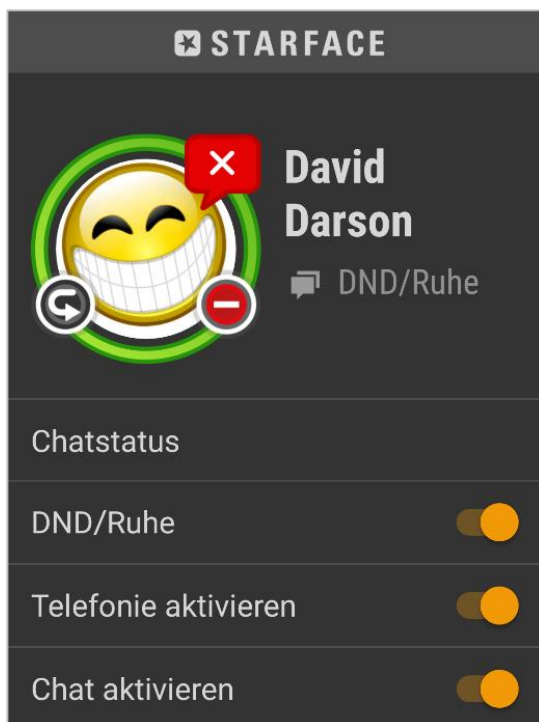 STARFACE
David
Darson
DND/Ruhe
Chatstatus
DND/Ruhe
Telefonie aktivieren
Chat aktivieren